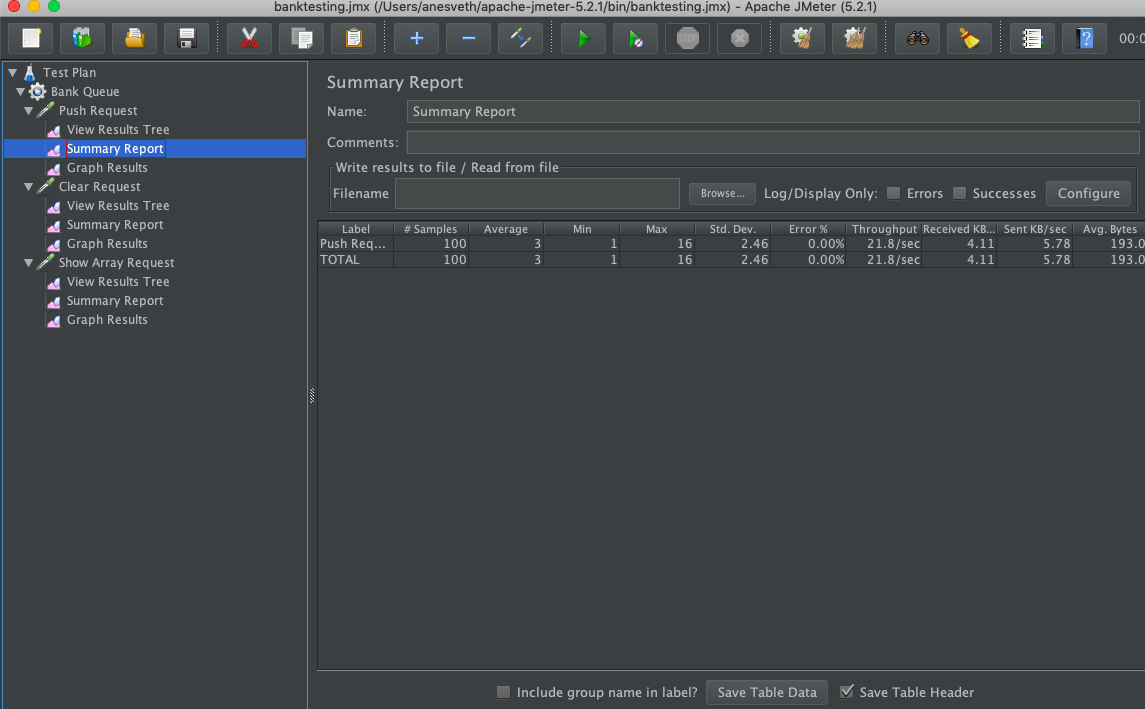 banktesting.jmx (/Users/anesveth/apache-jmeter-5.2.1/bin/banktesting.jmx) - Apache JMeter (5.2.1)
STOP
00:0
Test Plan
Bank Queue
Push Request
View Results Tree
Summary Report
Graph Results
Clear Request
View Results Tree
Summary Report
Graph Results
Show Array Request
View Results Tree
Summary Report
Graph Results
Summary Report
Name: Summary Report
Comments:
Write results to file / Read from file
Filename Browse... Log/Display Only: Errors Successes Configure
Label # Samples Average Min Max Std. Dev. Error % Throughput Received KB... Sent KB/sec Avg. Bytes
Push Req... 100 3 1 16 2.46 0.00% 21.8/sec 4.11 5.78 193.0
TOTAL 100 3 1 16 2.46 0.00% 21.8/sec 4.11 5.78 193.0
Include group name in label? Save Table Data Save Table Header